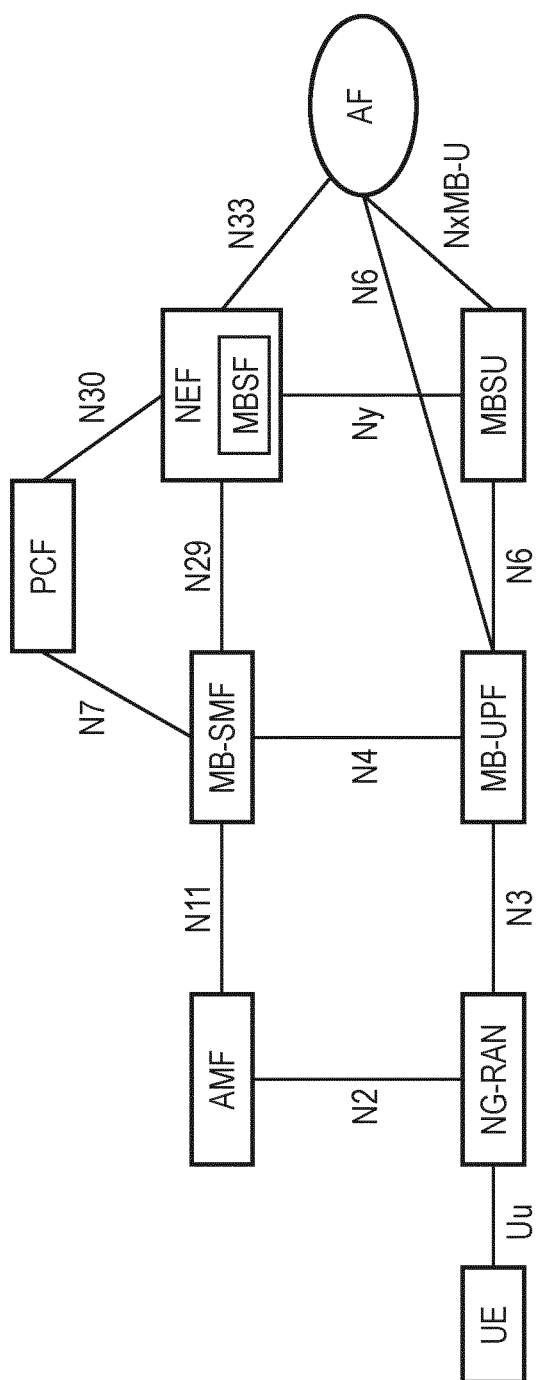 PCF
N7
N30
AMF
N11
MB-SMF
N29
NEF
MBSF
N33
AF
N2
N4
Ny
N6
NxMB-U
UE
Uu
NG-RAN
N3
MB-UPF
N6
MBSU